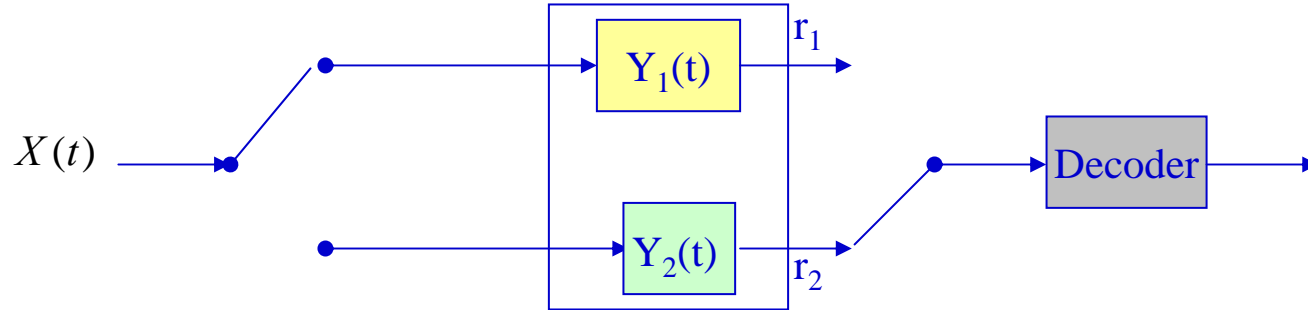 r₁
Y₁(t)
X(t)
Decoder
Y₂(t)
r₂